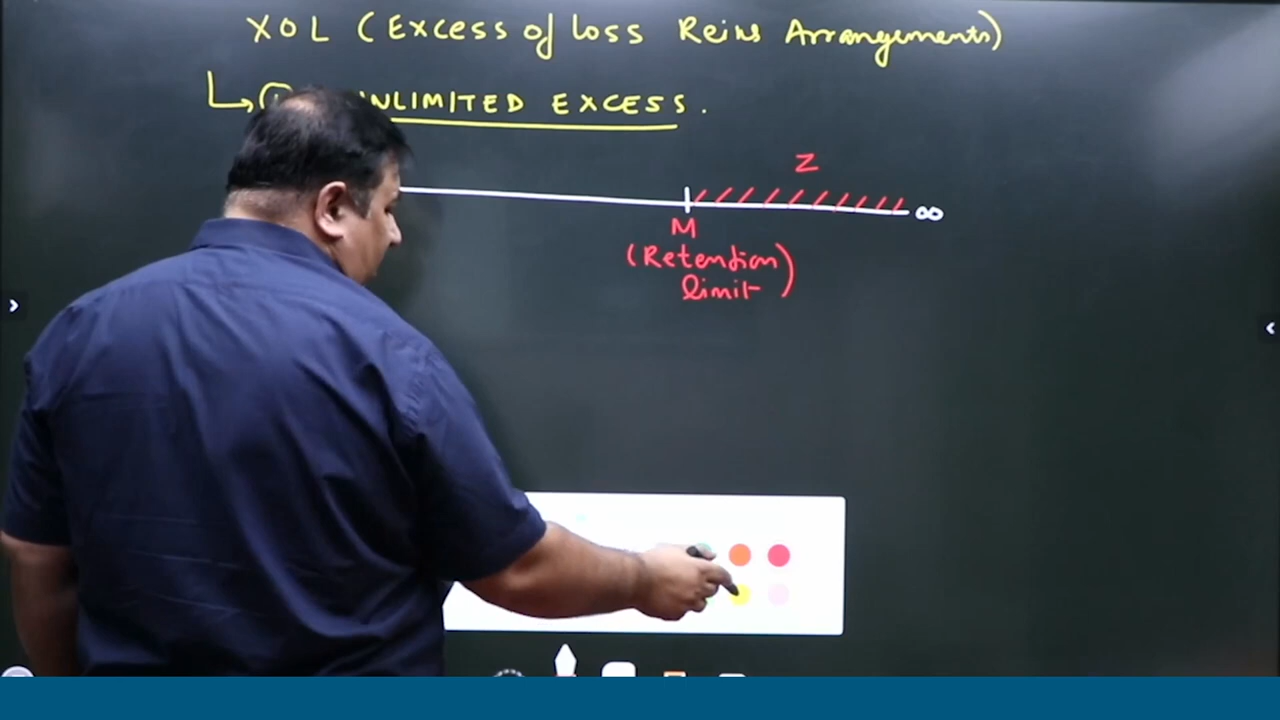 XOL (Excess of loss Reins Arrangements)
UNLIMITED EXCESS.
Z
∞
M
(Retention)
limit